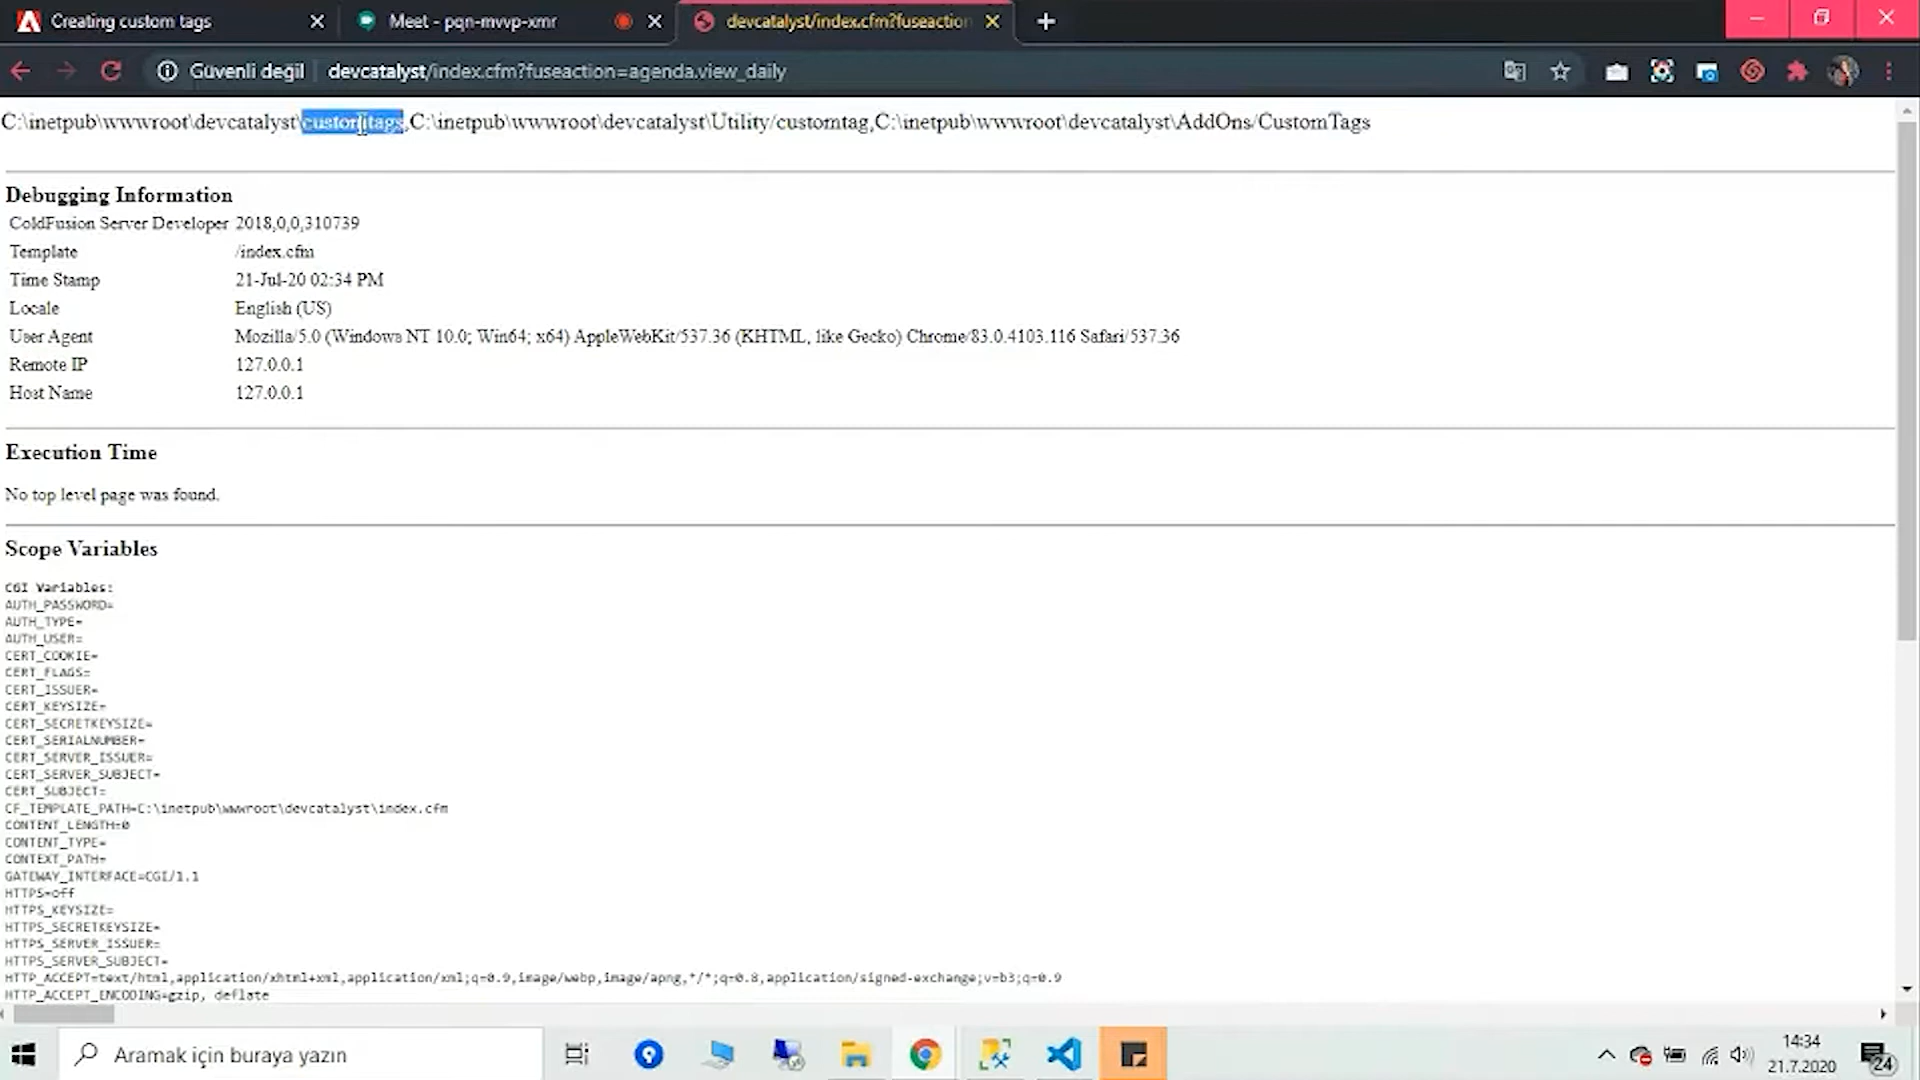 Creating custom tags
Meet - pqn-mvvp-xmr
devcatalyst/index.cfm?fuseaction
Güvenli değil
devcatalyst/index.cfm?fuseaction=agenda.view_daily
C:\inetpub\wwwroot\devcatalyst\customtags,C:\inetpub\wwwroot\devcatalyst\Utility/customtag,C:\inetpub\wwwroot\devcatalyst\AddOns/CustomTags
Debugging Information
ColdFusion Server Developer 2018,0,0,310739
Template /index.cfm
Time Stamp 21-Jul-20 02:34 PM
Locale English (US)
User Agent Mozilla/5.0 (Windows NT 10.0; Win64; x64) AppleWebKit/537.36 (KHTML, like Gecko) Chrome/83.0.4103.116 Safari/537.36
Remote IP 127.0.0.1
Host Name 127.0.0.1
Execution Time
No top level page was found.
Scope Variables
CGI Variables:
AUTH_PASSWORD=
AUTH_TYPE=
AUTH_USER=
CERT_COOKIE=
CERT_FLAGS=
CERT_ISSUER=
CERT_KEYSIZE=
CERT_SECRETKEYSIZE=
CERT_SERIALNUMBER=
CERT_SERVER_ISSUER=
CERT_SERVER_SUBJECT=
CERT_SUBJECT=
CF_TEMPLATE_PATH=C:\inetpub\wwwroot\devcatalyst\index.cfm
CONTENT_LENGTH=0
CONTENT_TYPE=
CONTEXT_PATH=
GATEWAY_INTERFACE=CGI/1.1
HTTPS=off
HTTPS_KEYSIZE=
HTTPS_SECRETKEYSIZE=
HTTPS_SERVER_ISSUER=
HTTPS_SERVER_SUBJECT=
HTTP_ACCEPT=text/html,application/xhtml+xml,application/xml;q=0.9,image/webp,image/apng,*/*;q=0.8,application/signed-exchange;v=b3;q=0.9
HTTP_ACCEPT_ENCODING=gzip, deflate
Aramak için buraya yazın
14:34
21.7.2020
24